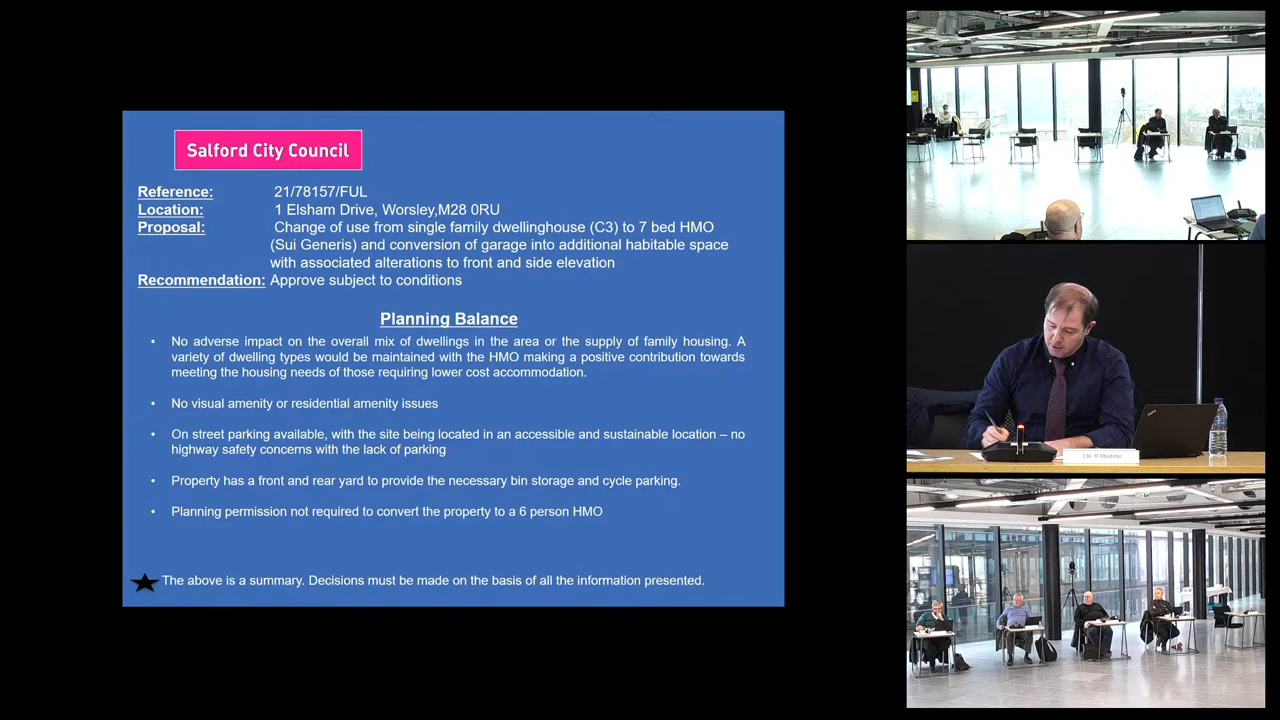 Salford City Council
Reference: 21/78157/FUL
Location: 1 Elsham Drive, Worsley,M28 0RU
Proposal: Change of use from single family dwellinghouse (C3) to 7 bed HMO
(Sui Generis) and conversion of garage into additional habitable space
with associated alterations to front and side elevation
Recommendation: Approve subject to conditions
Planning Balance
• No adverse impact on the overall mix of dwellings in the area or the supply of family housing. A
variety of dwelling types would be maintained with the HMO making a positive contribution towards
meeting the housing needs of those requiring lower cost accommodation.
• No visual amenity or residential amenity issues
• On street parking available, with the site being located in an accessible and sustainable location – no
highway safety concerns with the lack of parking
• Property has a front and rear yard to provide the necessary bin storage and cycle parking.
• Planning permission not required to convert the property to a 6 person HMO
The above is a summary. Decisions must be made on the basis of all the information presented.